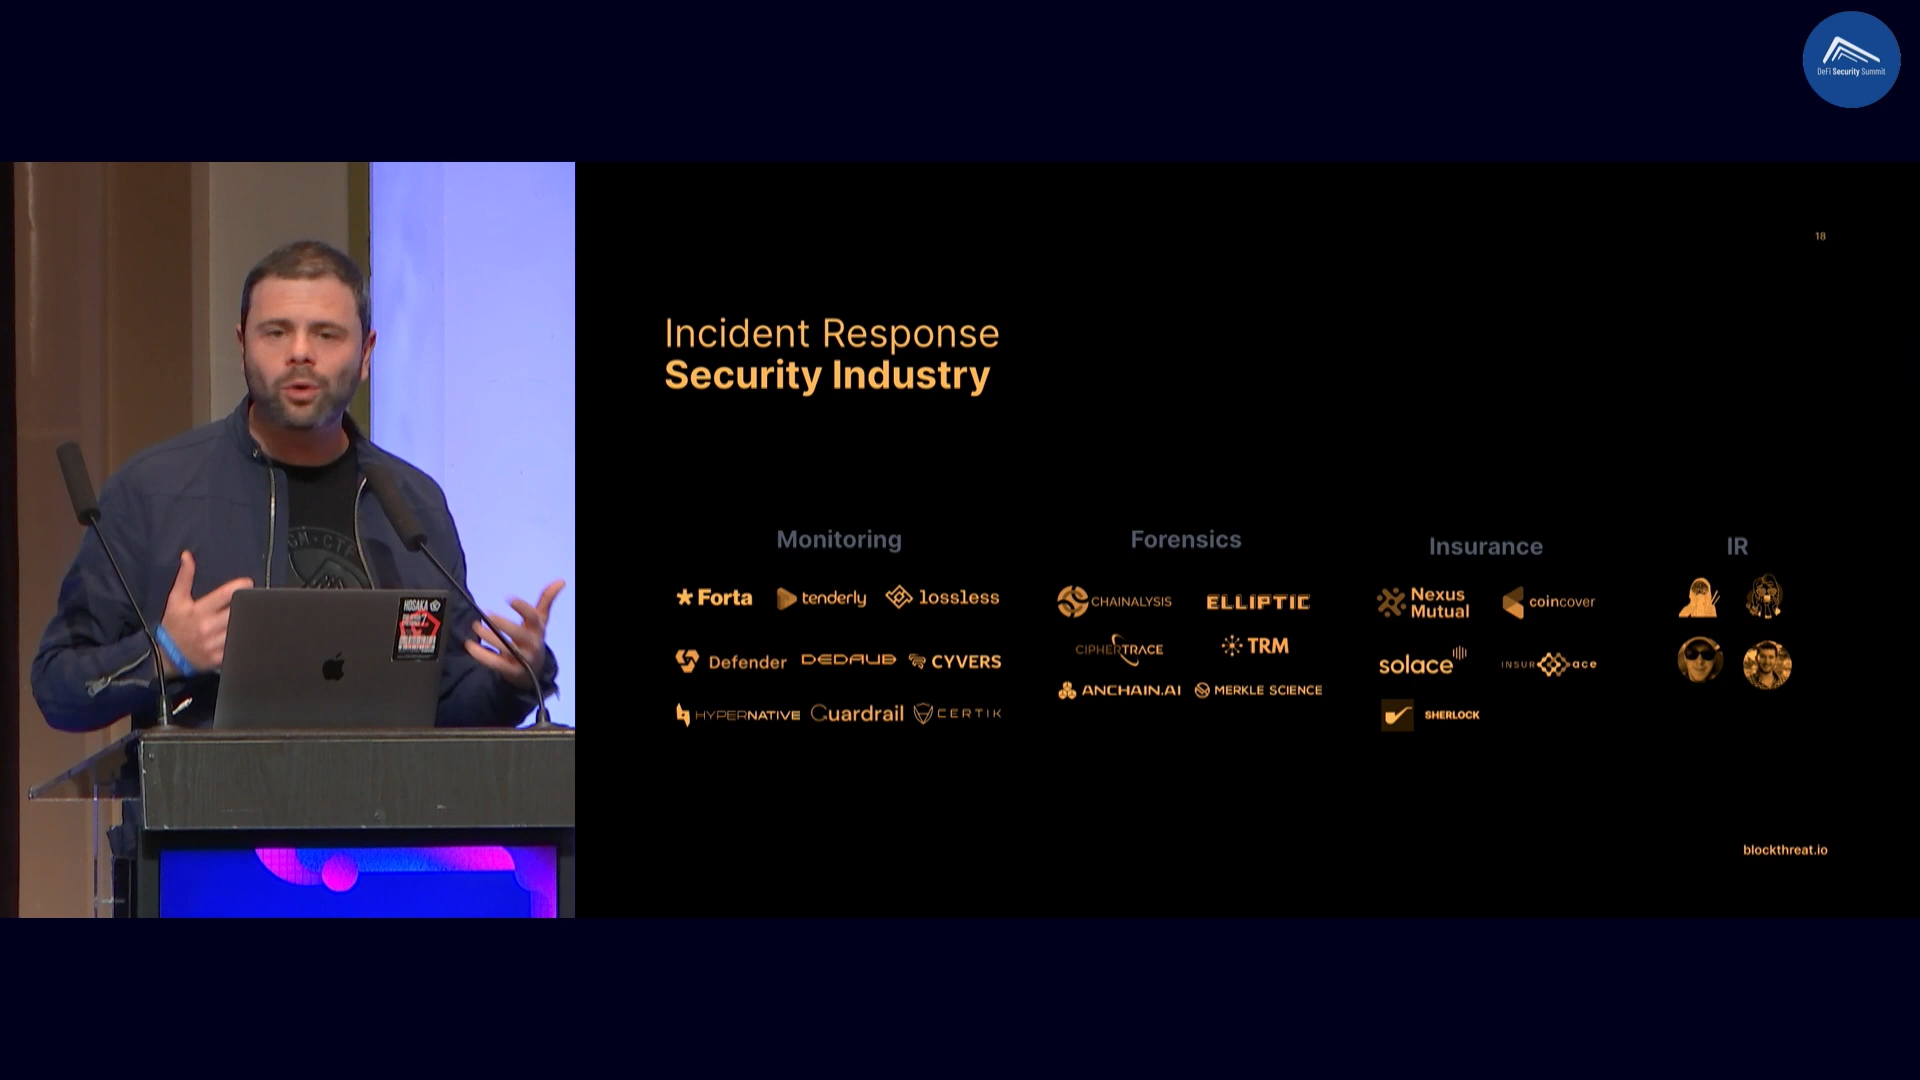 DeFi Security Summit
18
Incident Response
Security Industry
Monitoring
Forta
tenderly
lossless
Defender
DEDAUB
CYVERS
HYPERNATIVE
Guardrail
CERTIK
Forensics
CHAINALYSIS
ELLIPTIC
CIPHERTRACE
TRM
ANCHAIN.AI
MERKLE SCIENCE
Insurance
Nexus
Mutual
coincover
solace
INSURace
SHERLOCK
IR
blockthreat.io
HOSAKA